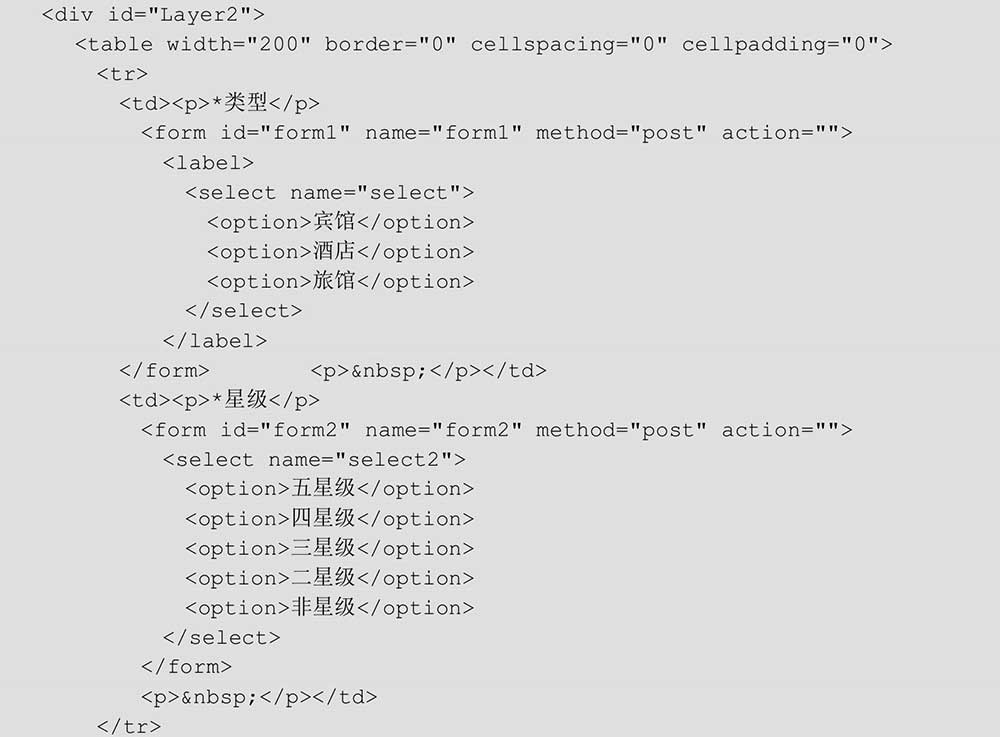 <div id="Layer2">
<table width="200" border="0" cellspacing="0" cellpadding="0">
<tr>
<td><p>*类型</p>
<form id="form1" name="form1" method="post" action="">
<label>
<select name="select">
<option>宾馆</option>
<option>酒店</option>
<option>旅馆</option>
</select>
</label>
</form> <p>&nbsp;</p></td>
<td><p>*星级</p>
<form id="form2" name="form2" method="post" action="">
<select name="select2">
<option>五星级</option>
<option>四星级</option>
<option>三星级</option>
<option>二星级</option>
<option>非星级</option>
</select>
</form>
<p>&nbsp;</p></td>
</tr>